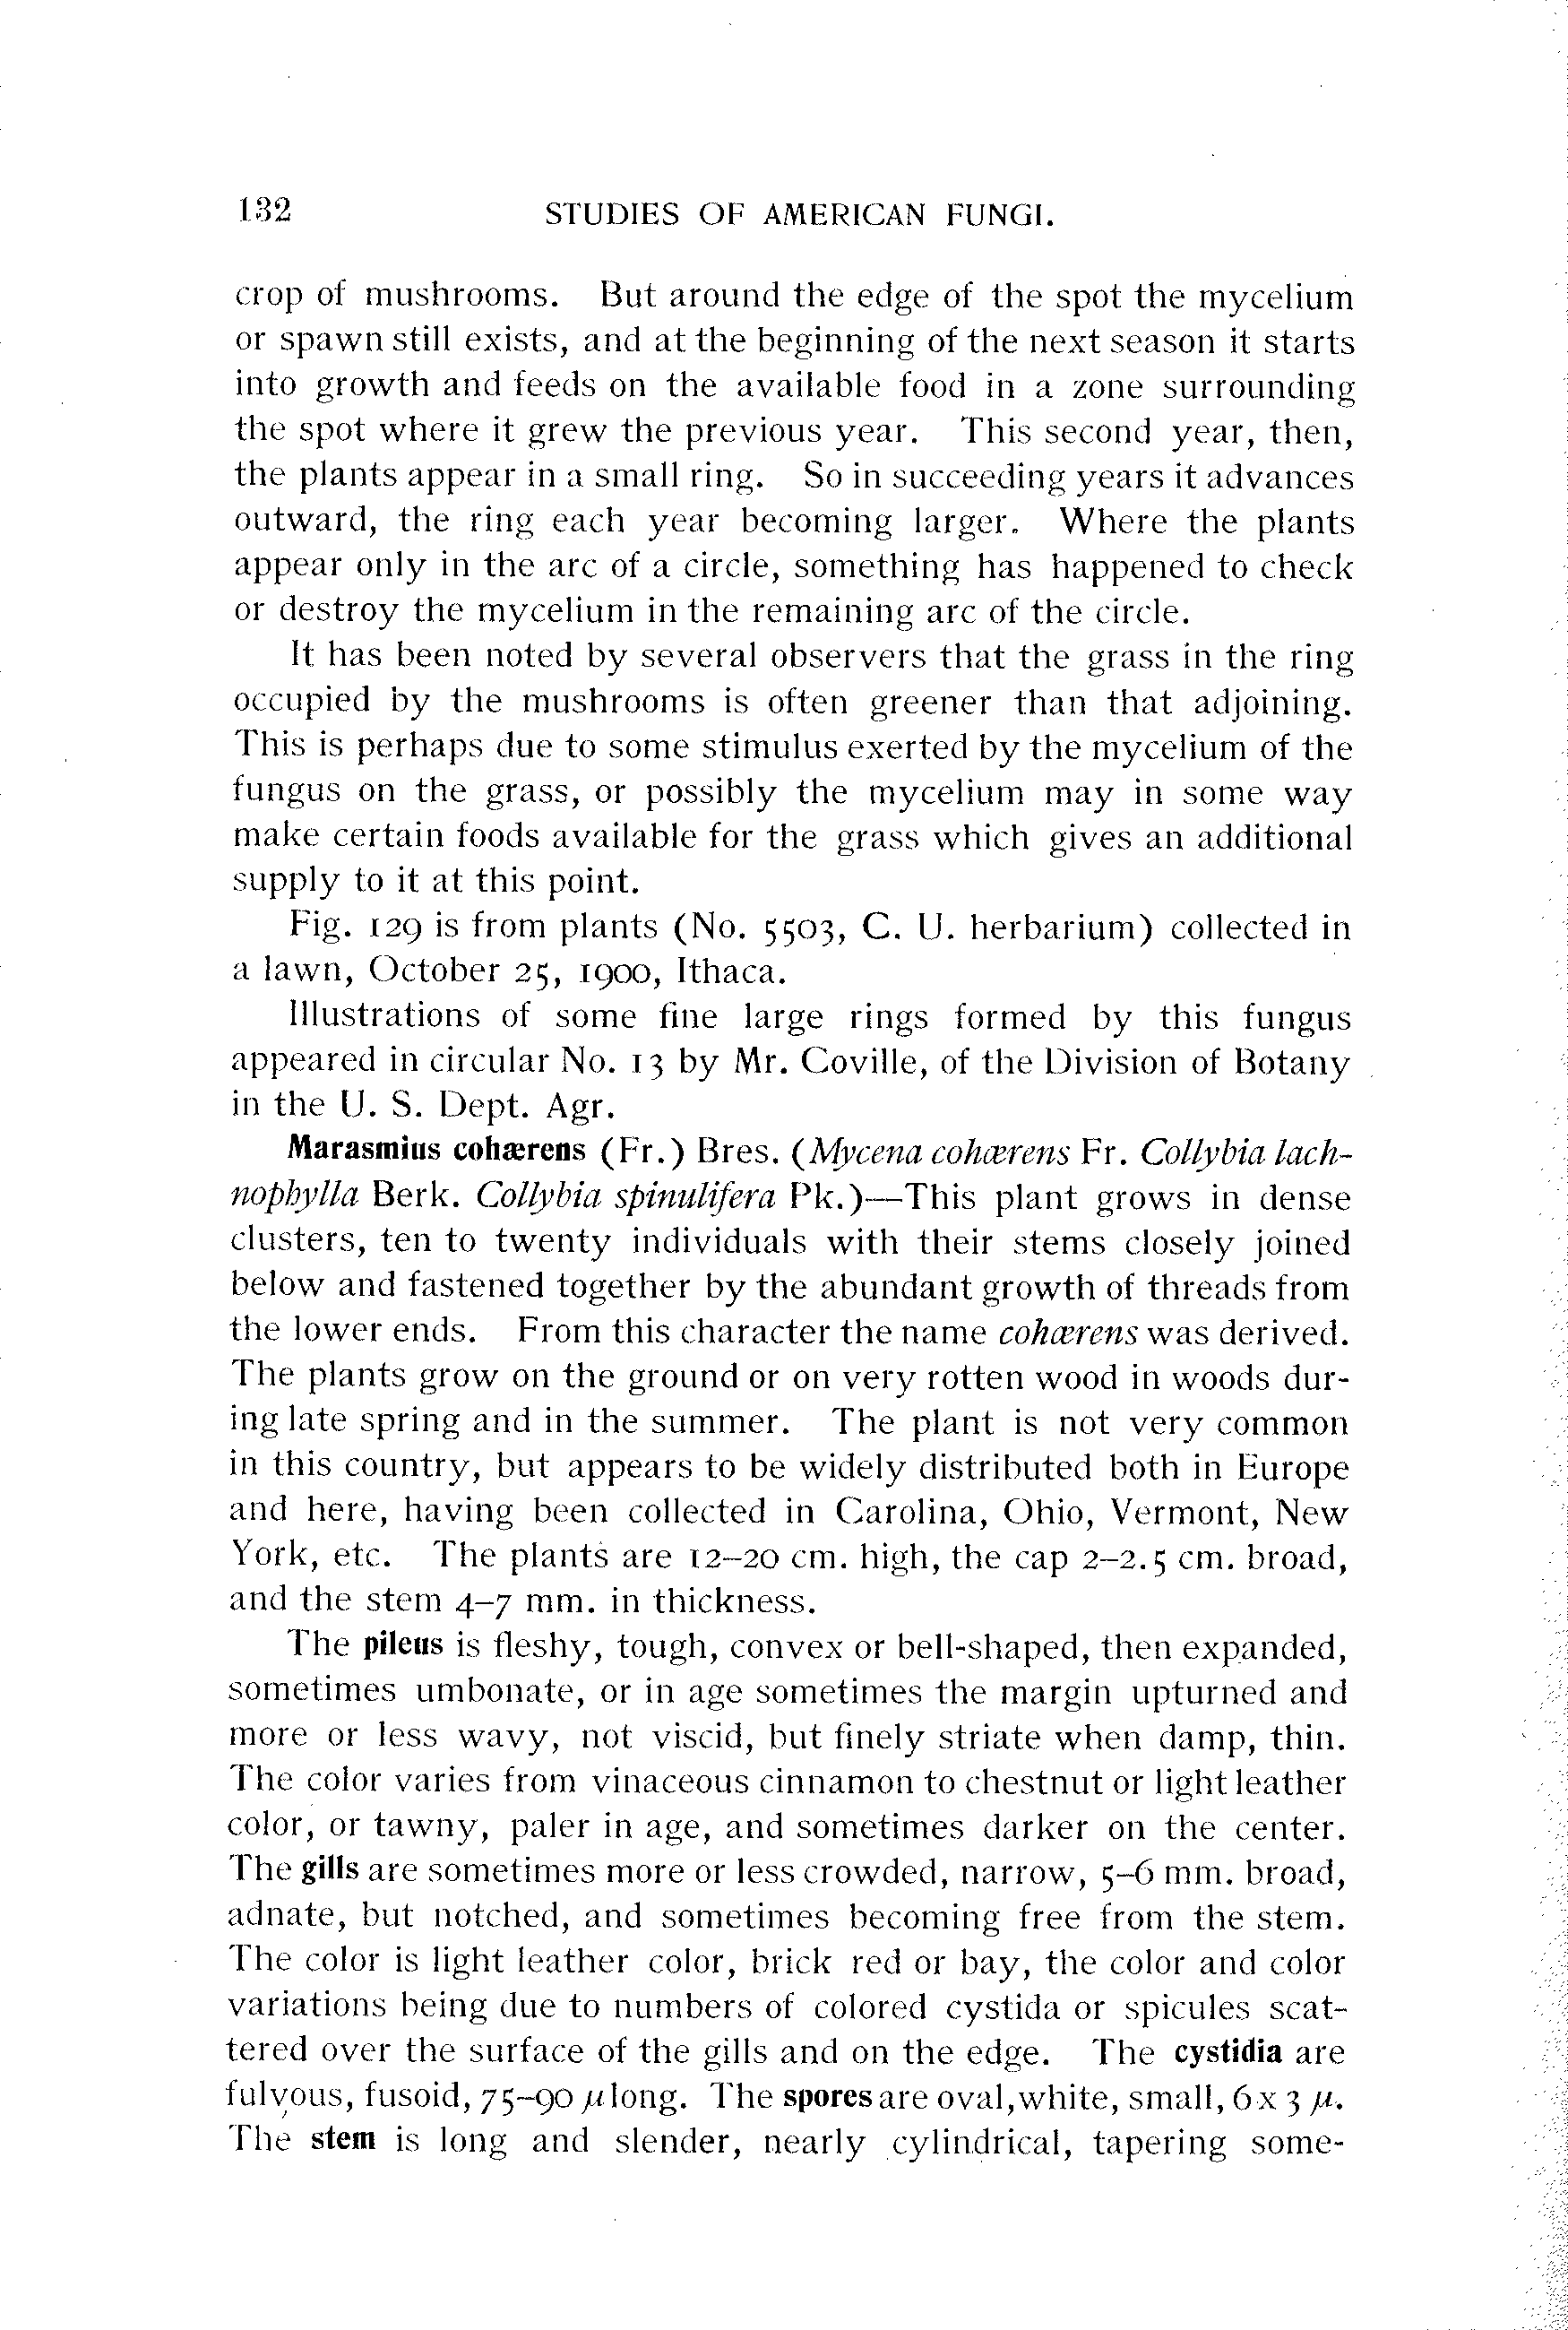 132 STUDIES OF AMERICAN FUNGI.
crop of mushrooms. But around the edge of the spot the mycelium
or spawn still exists, and at the beginning of the next season it starts
into growth and feeds on the available food in a zone surrounding
the spot where it grew the previous year. This second year, then,
the plants appear in a small ring. So in succeeding years it advances
outward, the ring each year becoming larger. Where the plants
appear only in the arc of a circle, something has happened to check
or destroy the mycelium in the remaining arc of the circle.
It has been noted by several observers that the grass in the ring
occupied by the mushrooms is often greener than that adjoining.
This is perhaps due to some stimulus exerted by the mycelium of the
fungus on the grass, or possibly the mycelium may in some way
make certain foods available for the grass which gives an additional
supply to it at this point.
Fig. 129 is from plants (No. 5503, C. U. herbarium) collected in
a lawn, October 25, 1900, Ithaca.
Illustrations of some fine large rings formed by this fungus
appeared in circular No. 13 by Mr. Coville, of the Division of Botany
in the U. S. Dept. Agr.
Marasmius cohærens (Fr.) Bres. (Mycena cohærens Fr. Collybia lach-
nophylla Berk. Collybia spinulifera Pk.)—This plant grows in dense
clusters, ten to twenty individuals with their stems closely joined
below and fastened together by the abundant growth of threads from
the lower ends. From this character the name cohærens was derived.
The plants grow on the ground or on very rotten wood in woods dur-
ing late spring and in the summer. The plant is not very common
in this country, but appears to be widely distributed both in Europe
and here, having been collected in Carolina, Ohio, Vermont, New
York, etc. The plants are 12–20 cm. high, the cap 2–2.5 cm. broad,
and the stem 4–7 mm. in thickness.
The pileus is fleshy, tough, convex or bell-shaped, then expanded,
sometimes umbonate, or in age sometimes the margin upturned and
more or less wavy, not viscid, but finely striate when damp, thin.
The color varies from vinaceous cinnamon to chestnut or light leather
color, or tawny, paler in age, and sometimes darker on the center.
The gills are sometimes more or less crowded, narrow, 5–6 mm. broad,
adnate, but notched, and sometimes becoming free from the stem.
The color is light leather color, brick red or bay, the color and color
variations being due to numbers of colored cystida or spicules scat-
tered over the surface of the gills and on the edge. The cystidia are
fulvous, fusoid, 75–90 µ long. The spores are oval, white, small, 6 x 3 µ.
The stem is long and slender, nearly cylindrical, tapering some-